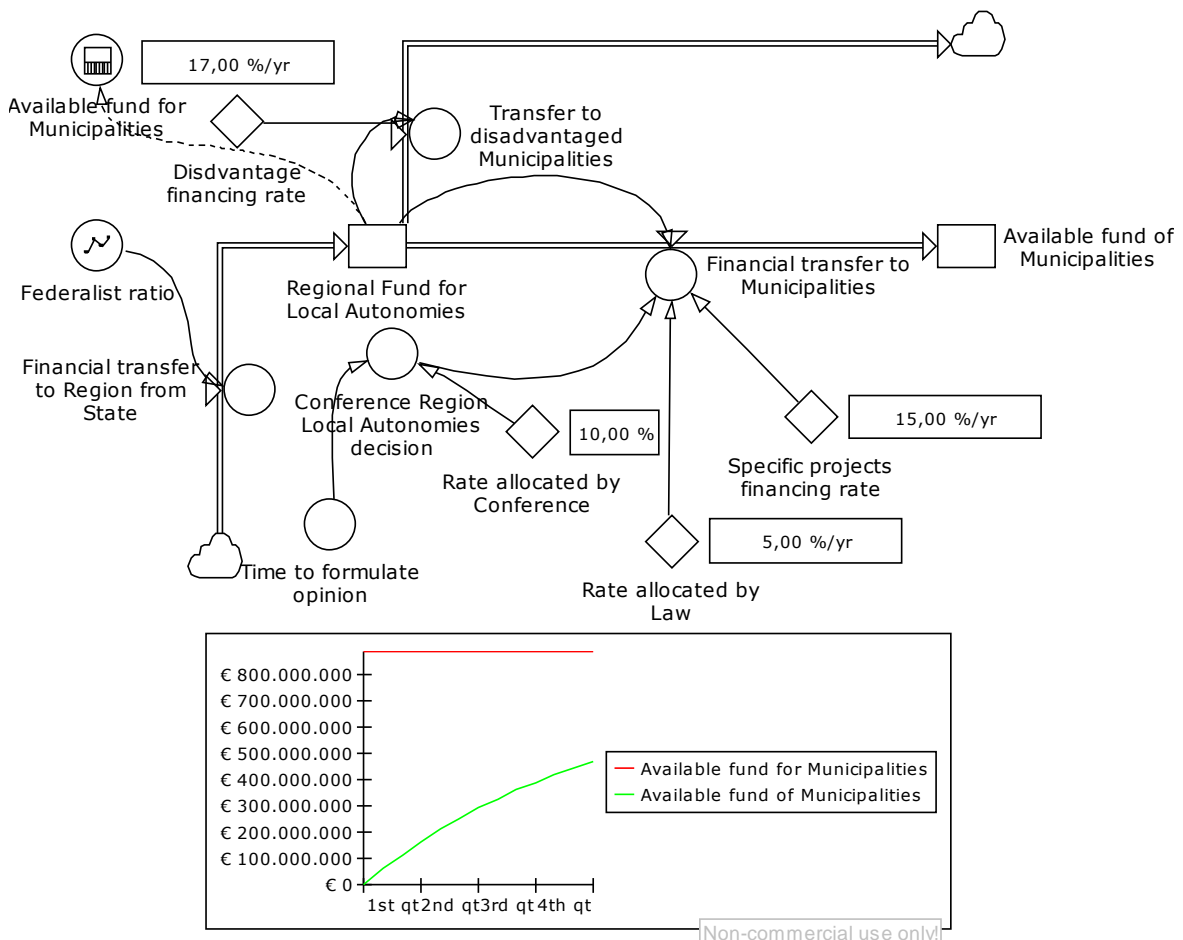 17,00 %/yr
Available fund for
Municipalities
Disdvantage
financing rate
Transfer to
disadvantaged
Municipalities
Federalist ratio
Regional Fund for
Local Autonomies
Financial transfer to
Municipalities
Available fund of
Municipalities
Financial transfer
to Region from
State
Conference Region
Local Autonomies
decision
10,00 %
Rate allocated by
Conference
15,00 %/yr
Specific projects
financing rate
5,00 %/yr
Time to formulate
opinion
Rate allocated by
Law
€ 800.000.000
€ 700.000.000
€ 600.000.000
€ 500.000.000
€ 400.000.000
€ 300.000.000
€ 200.000.000
€ 100.000.000
€ 0
1st qt2nd qt3rd qt4th qt
Available fund for Municipalities
Available fund of Municipalities
Non-commercial use only!